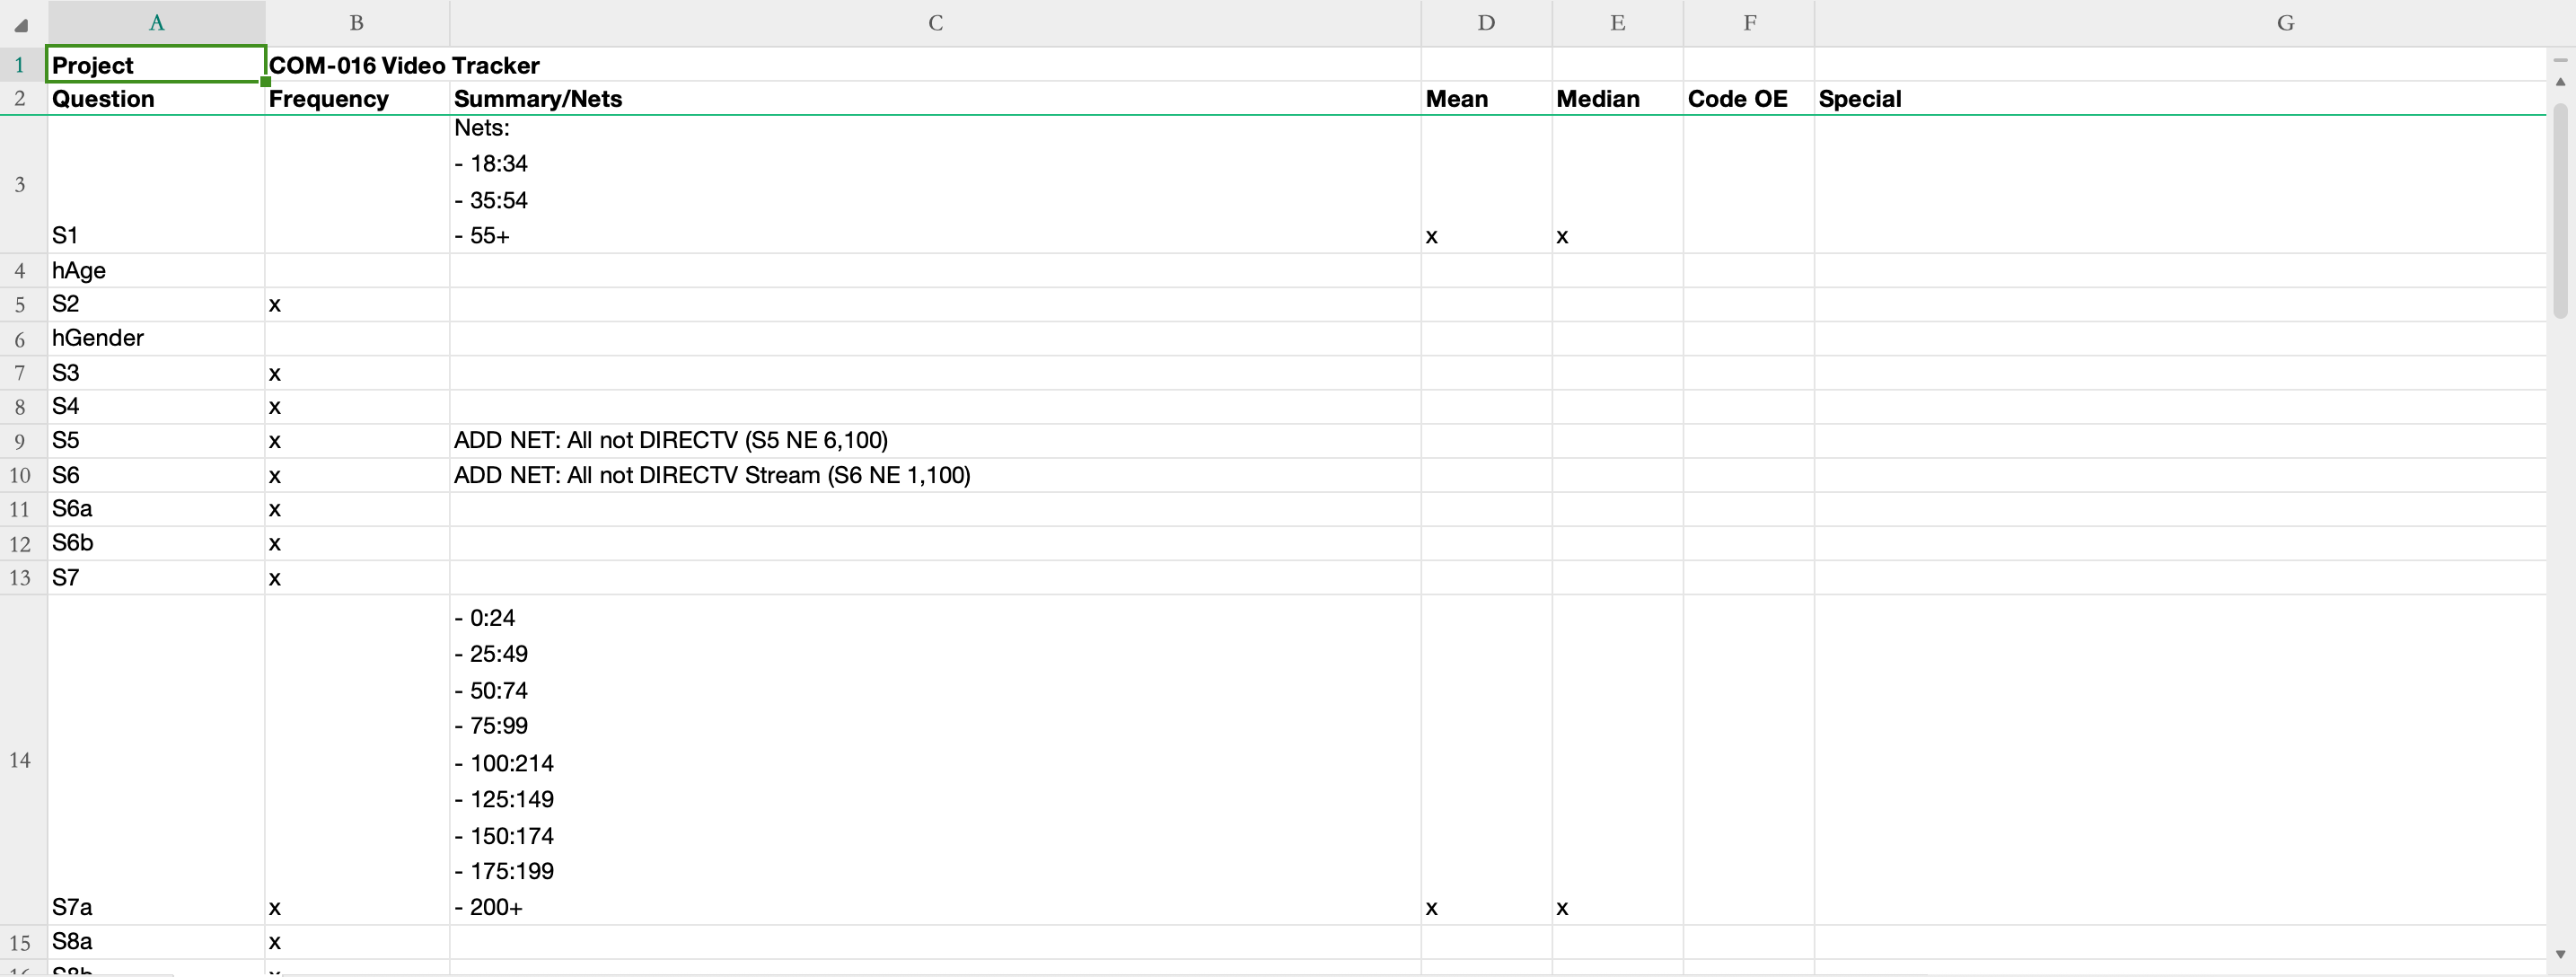 A B C D E F G
1 Project COM-016 Video Tracker
2 Question Frequency Summary/Nets Mean Median Code OE Special
Nets:
- 18:34
3 - 35:54
S1 - 55+ x x
4 hAge
5 S2 x
6 hGender
7 S3 x
8 S4 x
9 S5 x ADD NET: All not DIRECTV (S5 NE 6,100)
10 S6 x ADD NET: All not DIRECTV Stream (S6 NE 1,100)
11 S6a x
12 S6b x
13 S7 x
- 0:24
- 25:49
- 50:74
- 75:99
14 - 100:214
- 125:149
- 150:174
- 175:199
S7a x - 200+ x x
15 S8a x
16 S8b x